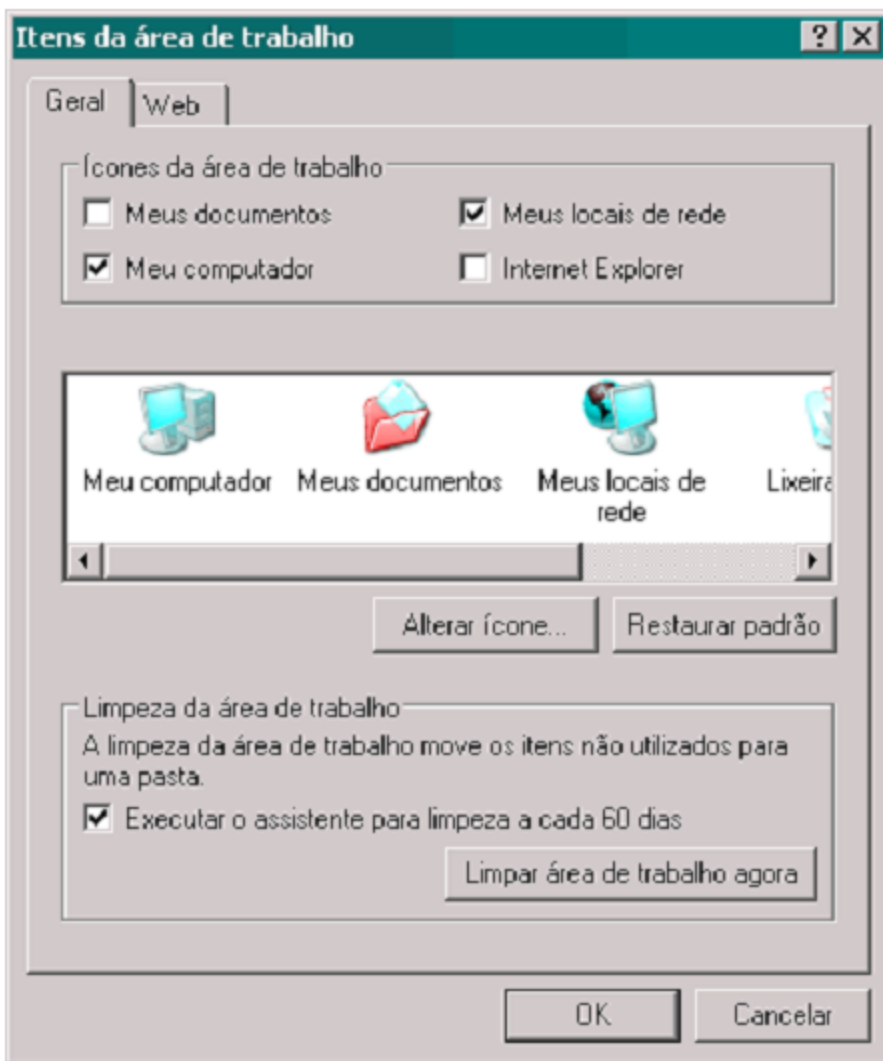 Itens da área de trabalho
Geral
Web
Ícones da área de trabalho
Meus documentos
Meus locais de rede
Meu computador
Internet Explorer
Meu computador
Meus documentos
Meus locais de
rede
Lixeira
Alterar ícone...
Restaurar padrão
Limpeza da área de trabalho
A limpeza da área de trabalho move os itens não utilizados para
uma pasta.
Executar o assistente para limpeza a cada 60 dias
Limpar área de trabalho agora
OK
Cancelar